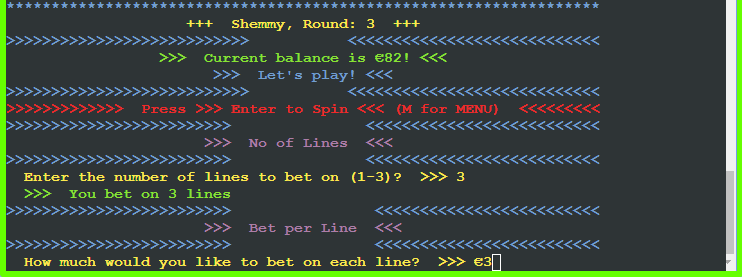 ******************************************************************
+++ Shemmy, Round: 3 +++
>>>>>>>>>>>>>>>>>>>>>>>>>>> <<<<<<<<<<<<<<<<<<<<<<<<<<<<
>>> Current balance is €82! <<<
>>> Let's play! <<<
>>>>>>>>>>>>>>>>>>>>>>>>>>> <<<<<<<<<<<<<<<<<<<<<<<<<<<<
>>>>>>>>>>>>> Press >>> Enter to Spin <<< (M for MENU) <<<<<<<<<
>>>>>>>>>>>>>>>>>>>>>>>>> <<<<<<<<<<<<<<<<<<<<<<<<<<
>>> No of Lines <<<
>>>>>>>>>>>>>>>>>>>>>>>>> <<<<<<<<<<<<<<<<<<<<<<<<<<
Enter the number of lines to bet on (1-3)? >>> 3
>>> You bet on 3 lines
>>>>>>>>>>>>>>>>>>>>>>>>> <<<<<<<<<<<<<<<<<<<<<<<<<
>>> Bet per Line <<<
>>>>>>>>>>>>>>>>>>>>>>>>> <<<<<<<<<<<<<<<<<<<<<<<<<
How much would you like to bet on each line? >>> €3